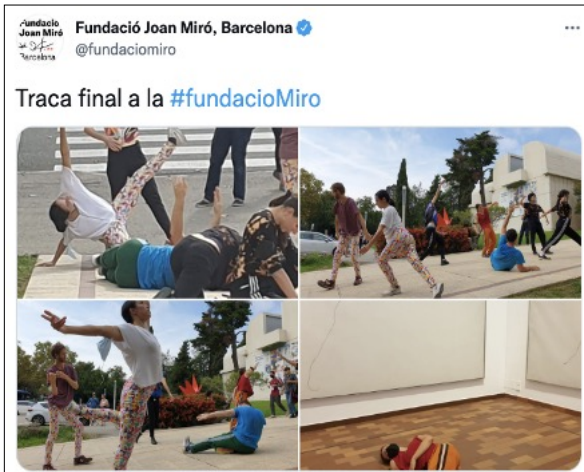 Fundació
Joan Miró
Barcelona
Fundació Joan Miró, Barcelona
@fundaciomiro
Traca final a la #fundacioMiro